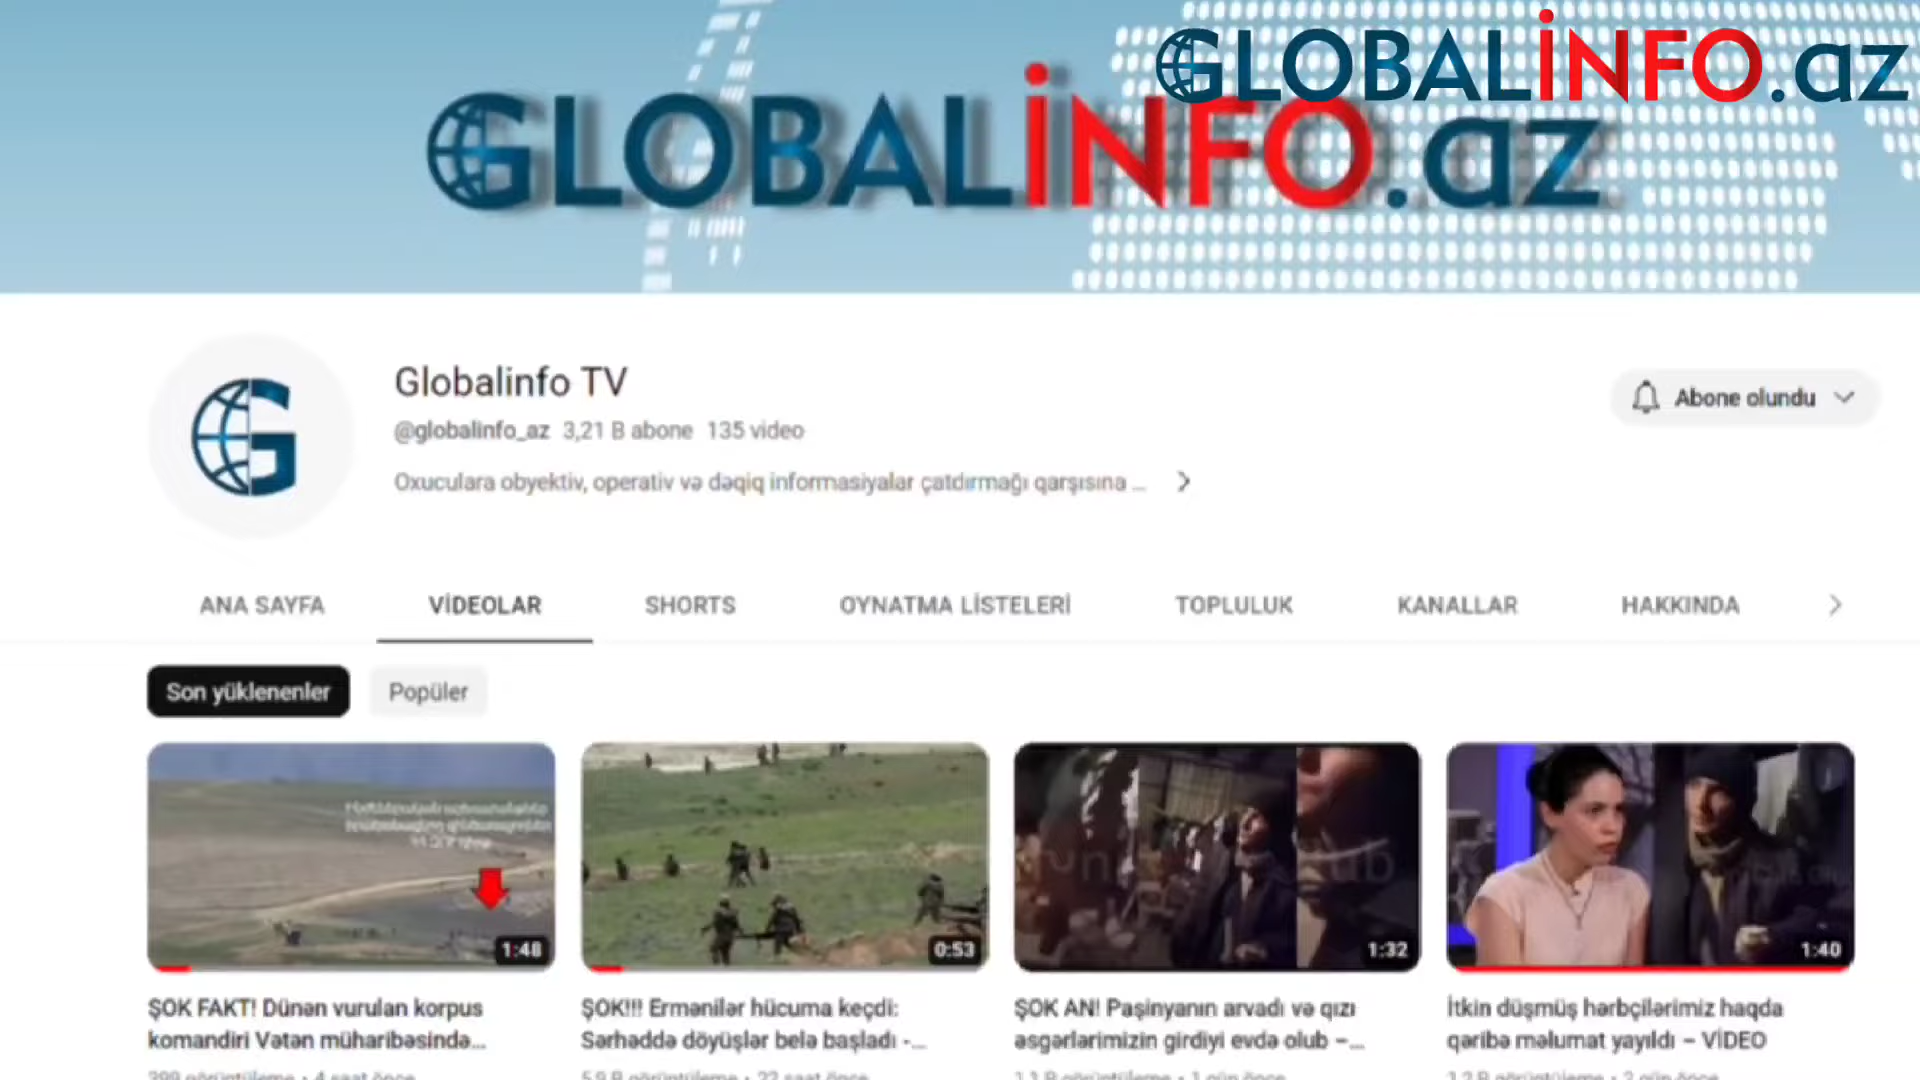 GLOBALİNFO.az
GLOBALİNFO.az
Globalinfo TV
@globalinfo_az 3,21 B abone 135 video
Oxuculara obyektiv, operativ və dəqiq informasiyalar çatdırmağı qarşısına ...
Abone olundu
ANA SAYFA VİDEOLAR SHORTS OYNATMA LİSTELERİ TOPLULUK KANALLAR HAKKINDA
Son yüklenenler Popüler
1:48 0:53 1:32 1:40
ŞOK FAKT! Dünən vurulan korpus
komandiri Vətən müharibəsində...
ŞOK!!! Ermənilər hücuma keçdi:
Sərhəddə döyüşlər belə başladı -...
ŞOK AN! Paşinyanın arvadı və qızı
əsgərlərimizin girdiyi evdə olub –...
İtkin düşmüş hərbçilərimiz haqda
qəribə məlumat yayıldı – VİDEO